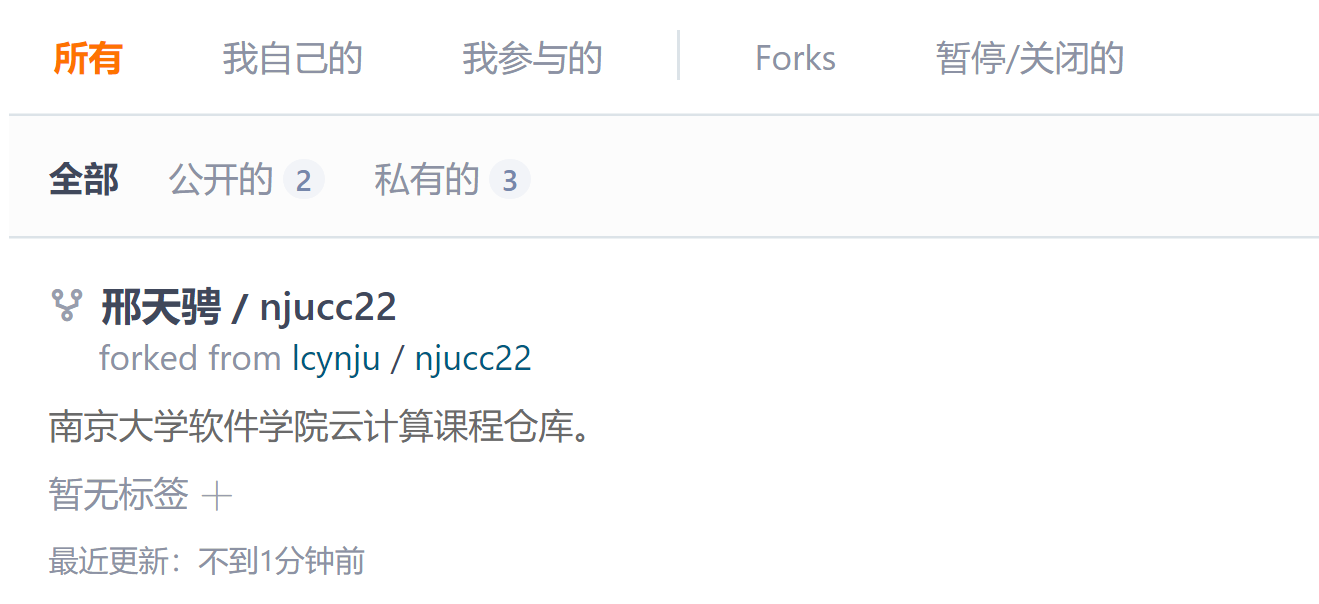 所有 我自己的 我参与的 Forks 暂停/关闭的
全部 公开的 2 私有的 3
邢天骋 / njucc22
forked from lcynju / njucc22
南京大学软件学院云计算课程仓库。
暂无标签
最近更新：不到1分钟前